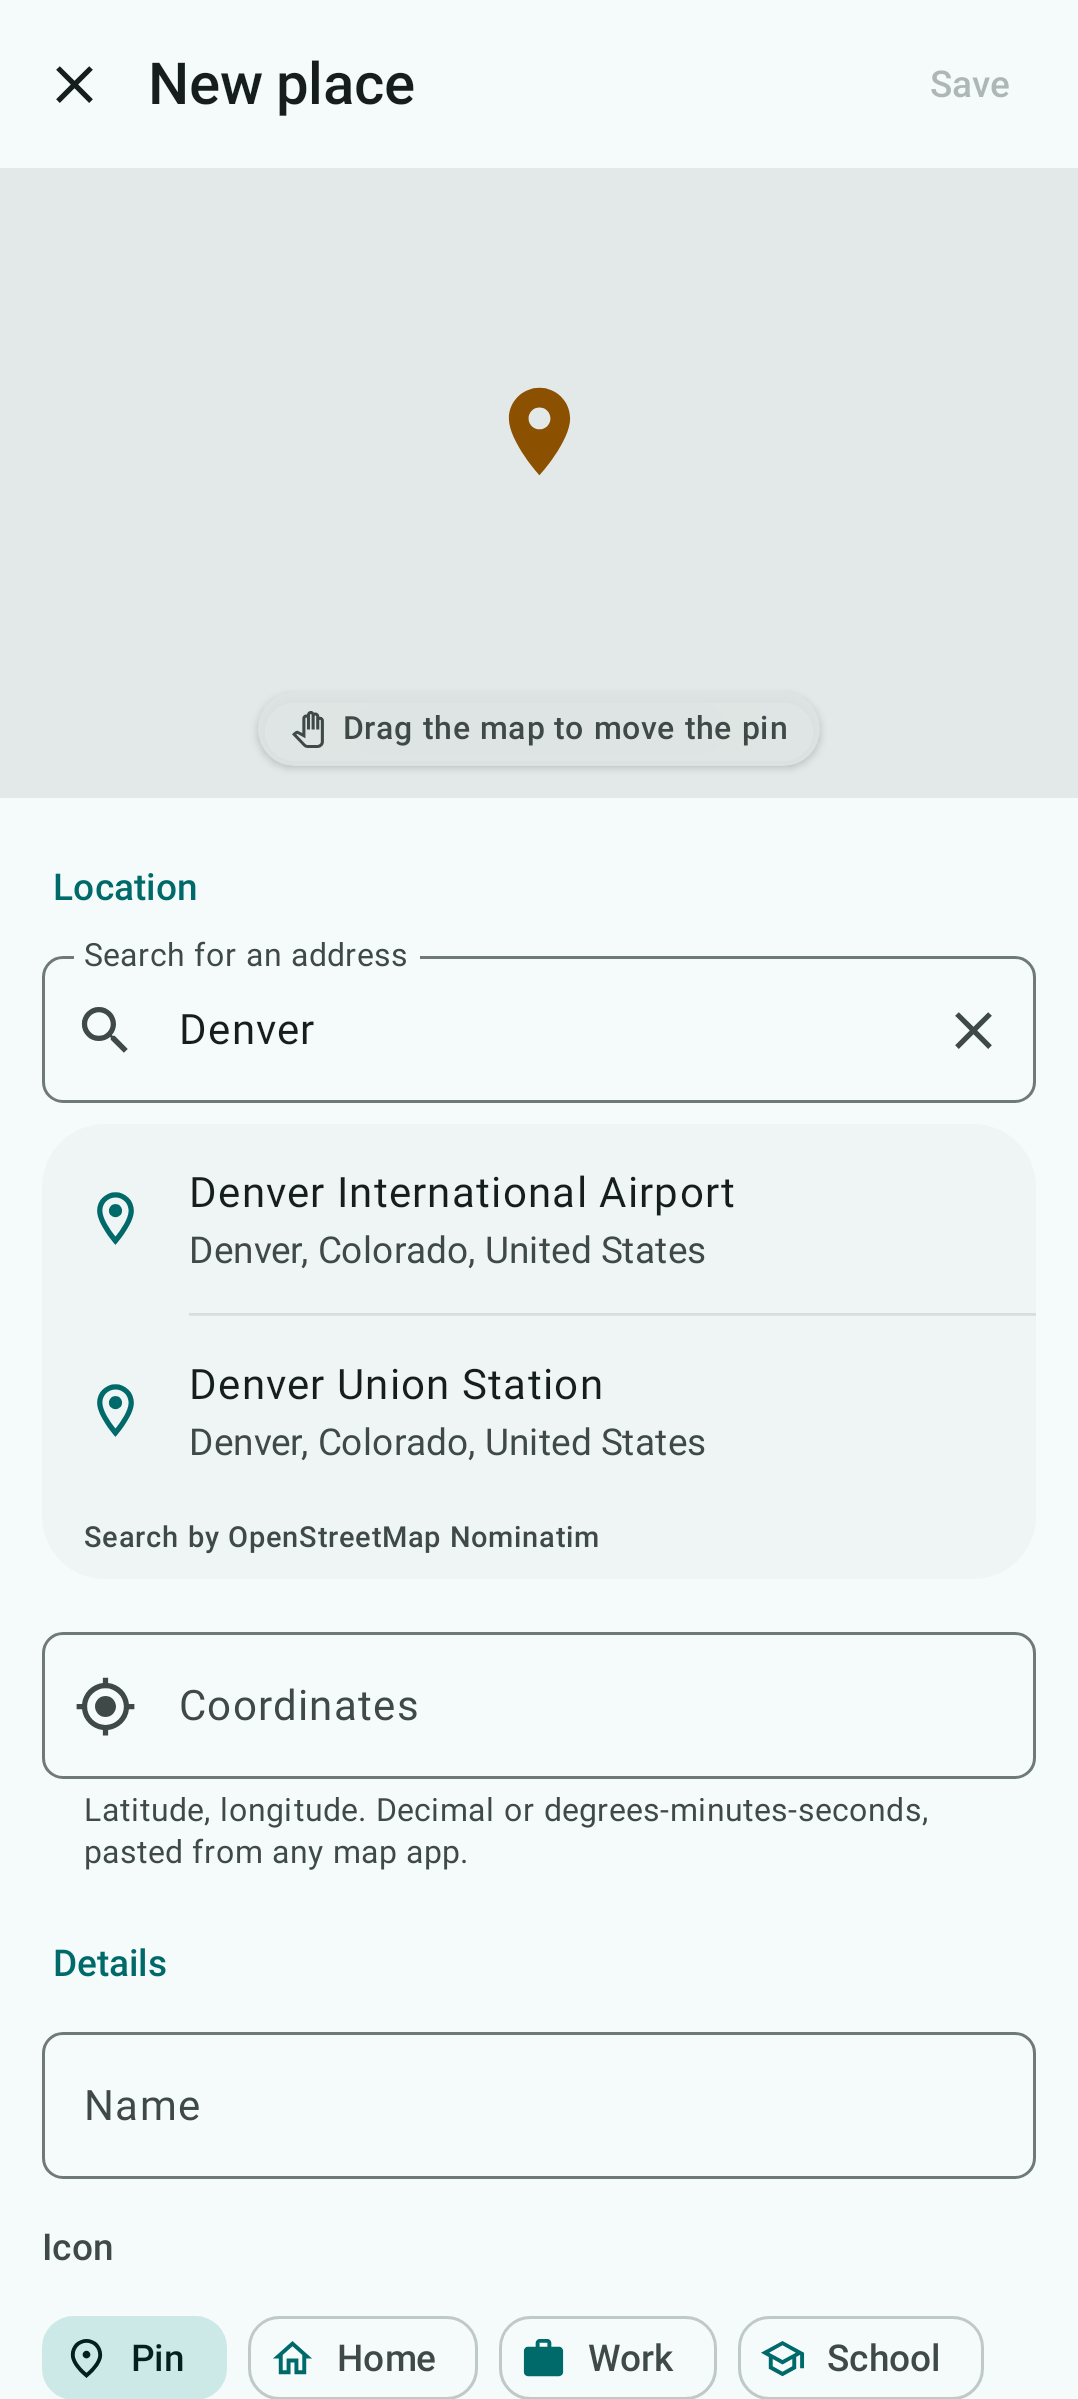 New place
Save
Drag the map to move the pin
Location
Search for an address
Denver
Denver International Airport
Denver, Colorado, United States
Denver Union Station
Denver, Colorado, United States
Search by OpenStreetMap Nominatim
Coordinates
Latitude, longitude. Decimal or degrees-minutes-seconds,
pasted from any map app.
Details
Name
Icon
Pin
Home
Work
School